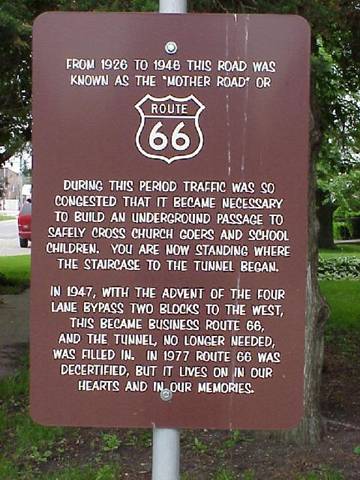 FROM 1926 TO 1946 THIS ROAD WAS
KNOWN AS THE "MOTHER ROAD" OR
ROUTE
66
DURING THIS PERIOD TRAFFIC WAS SO
CONGESTED THAT IT BECAME NECESSARY
TO BUILD AN UNDERGROUND PASSAGE TO
SAFELY CROSS CHURCH GOERS AND SCHOOL
CHILDREN. YOU ARE NOW STANDING WHERE
THE STAIRCASE TO THE TUNNEL BEGAN.
IN 1947, WITH THE ADVENT OF THE FOUR
LANE BYPASS TWO BLOCKS TO THE WEST,
THIS BECAME BUSINESS ROUTE 66,
AND THE TUNNEL, NO LONGER NEEDED,
WAS FILLED IN. IN 1977 ROUTE 66 WAS
DECERTIFIED, BUT IT LIVES ON IN OUR
HEARTS AND IN OUR MEMORIES.